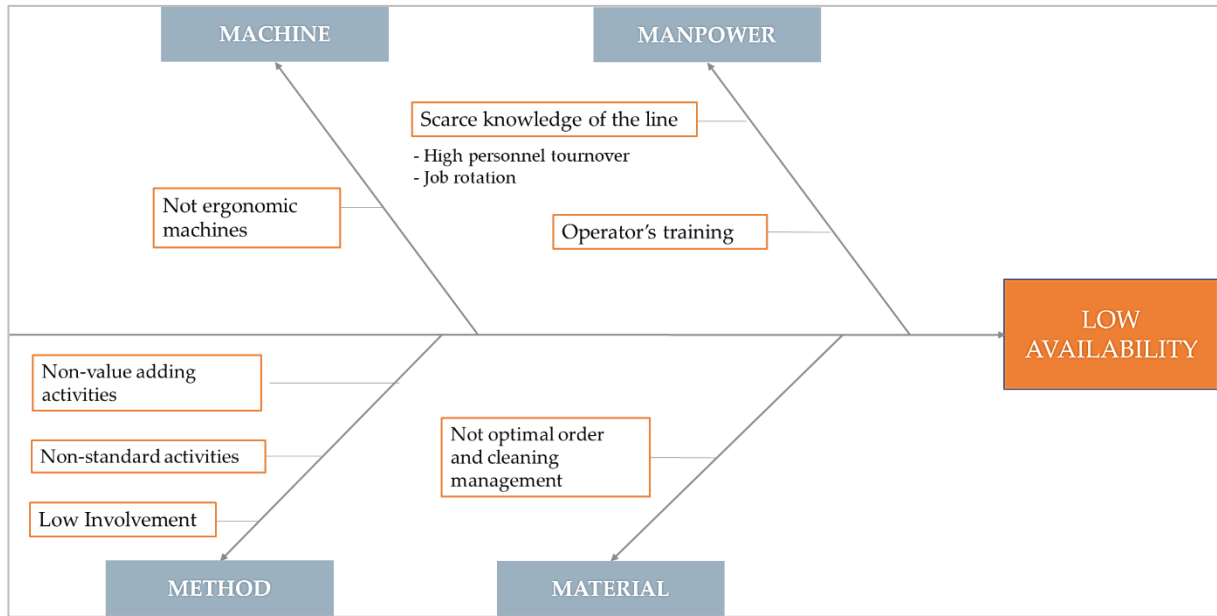 MACHINE
MANPOWER
Scarce knowledge of the line
- High personnel tournover
- Job rotation
Not ergonomic
machines
Operator’s training
LOW
AVAILABILITY
Non-value adding
activities
Non-standard activities
Low Involvement
Not optimal order
and cleaning
management
METHOD
MATERIAL